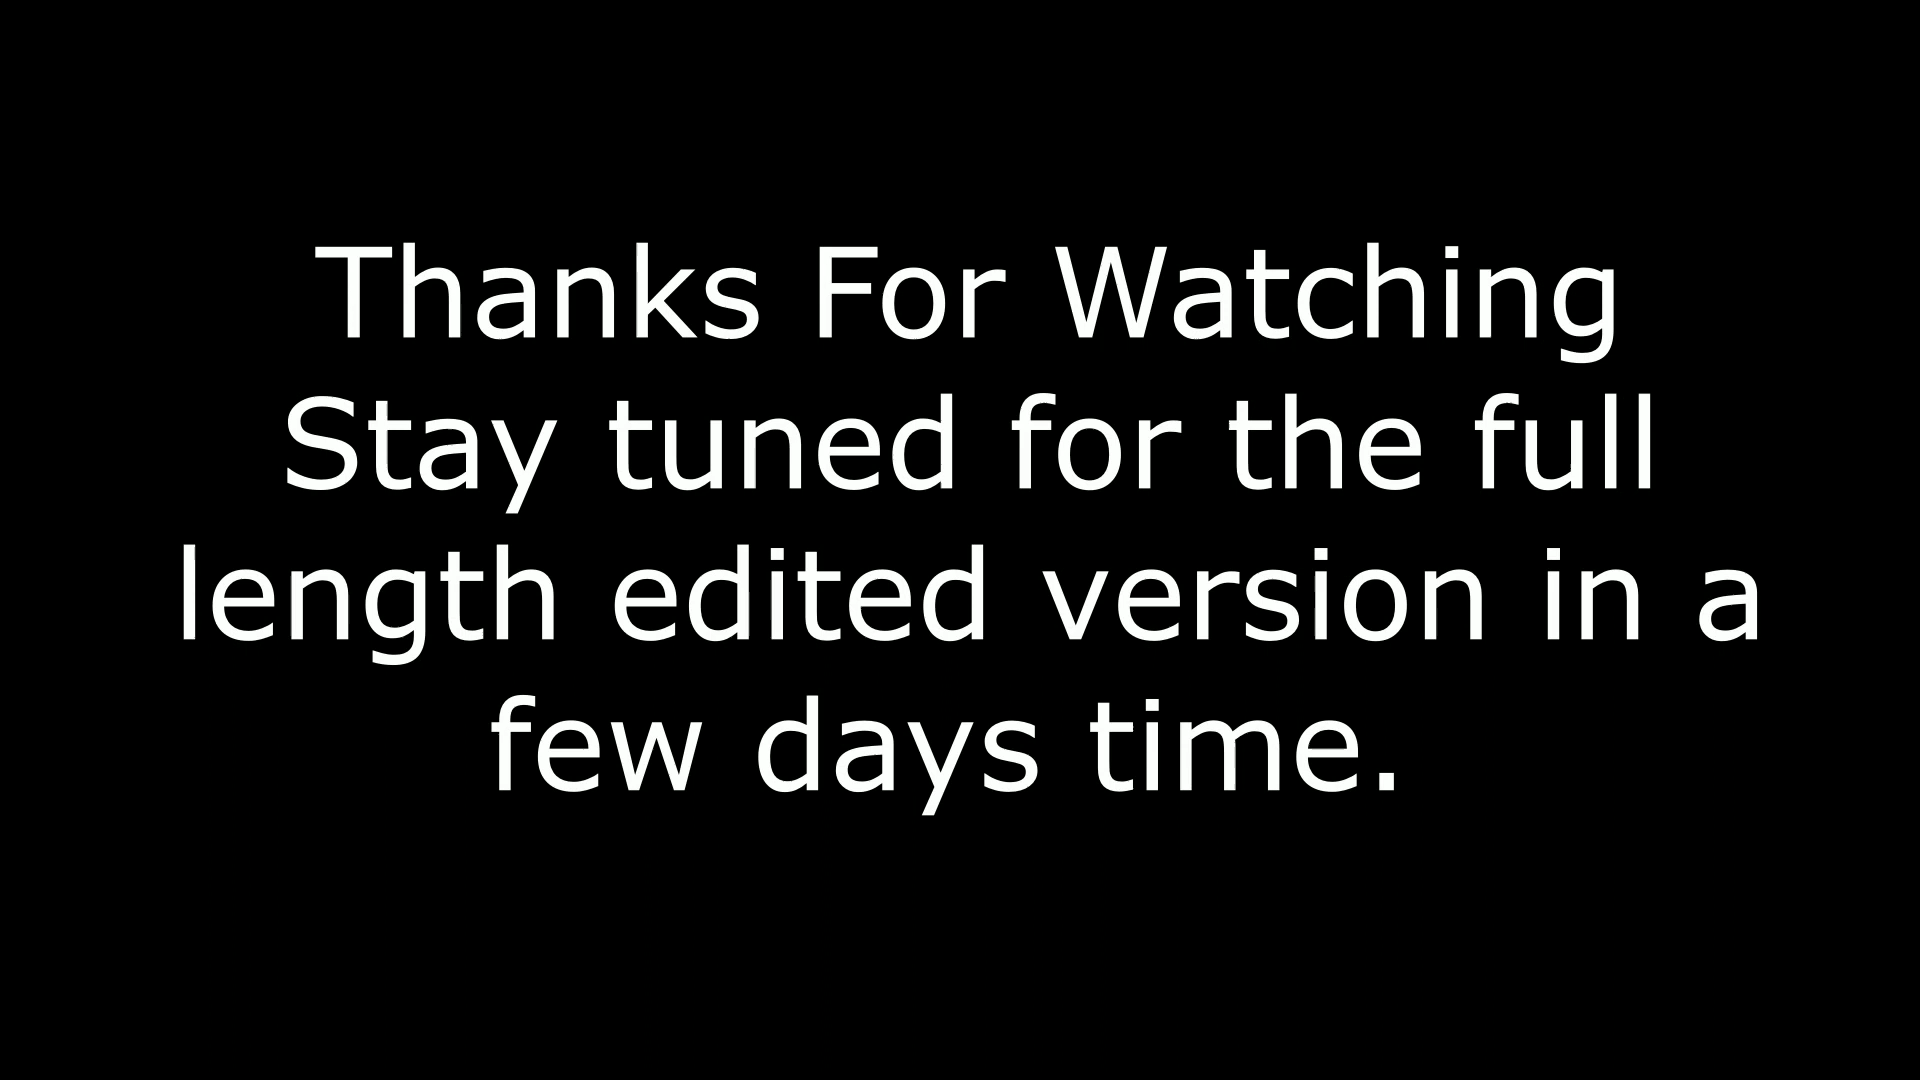 Thanks For Watching
Stay tuned for the full
length edited version in a
few days time.